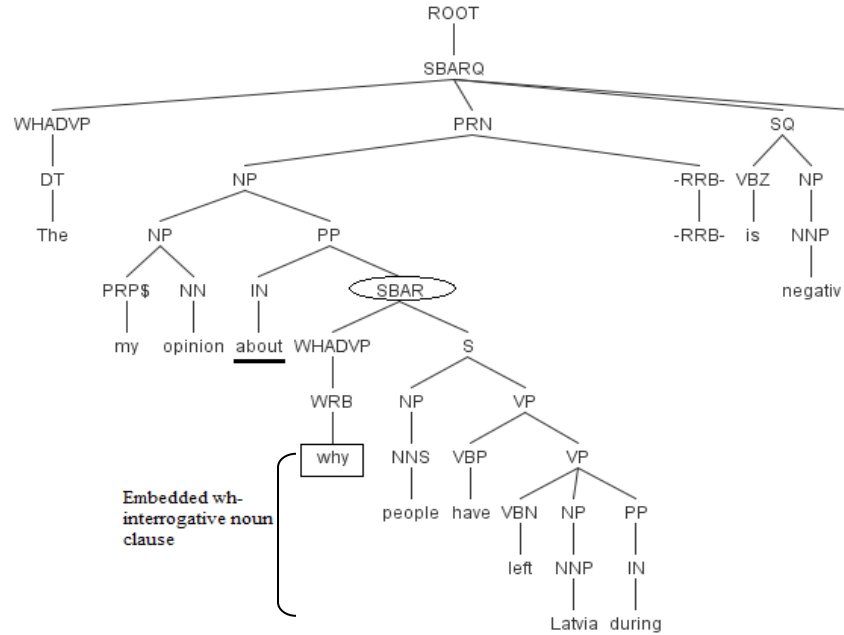 ROOT
SBARQ
WHADVP PRN SQ
DT NP -RRB- VBZ NP
The NP PP -RRB- is NNP
PRP$ NN IN SBAR negativ
my opinion about WHADVP S
WRB NP VP
why NNS VBP VP
Embedded wh-
interrogative noun
clause
people have VBN NP PP
left NNP IN
Latvia during